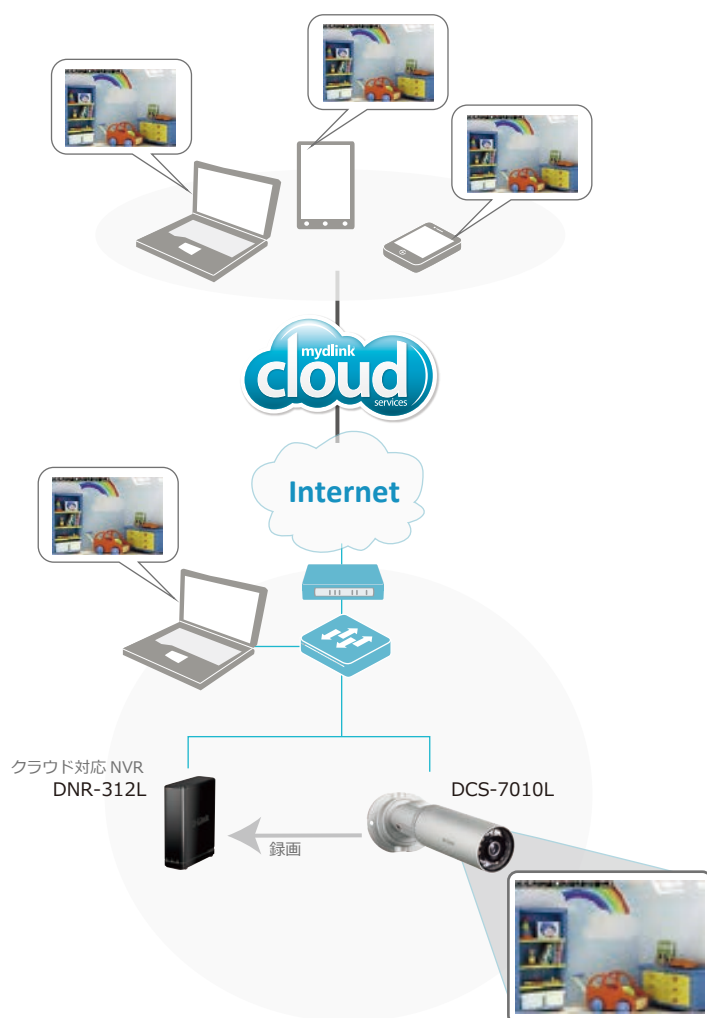 mydlink
cloud
services
Internet
クラウド対応 NVR
DNR-312L
DCS-7010L
録画